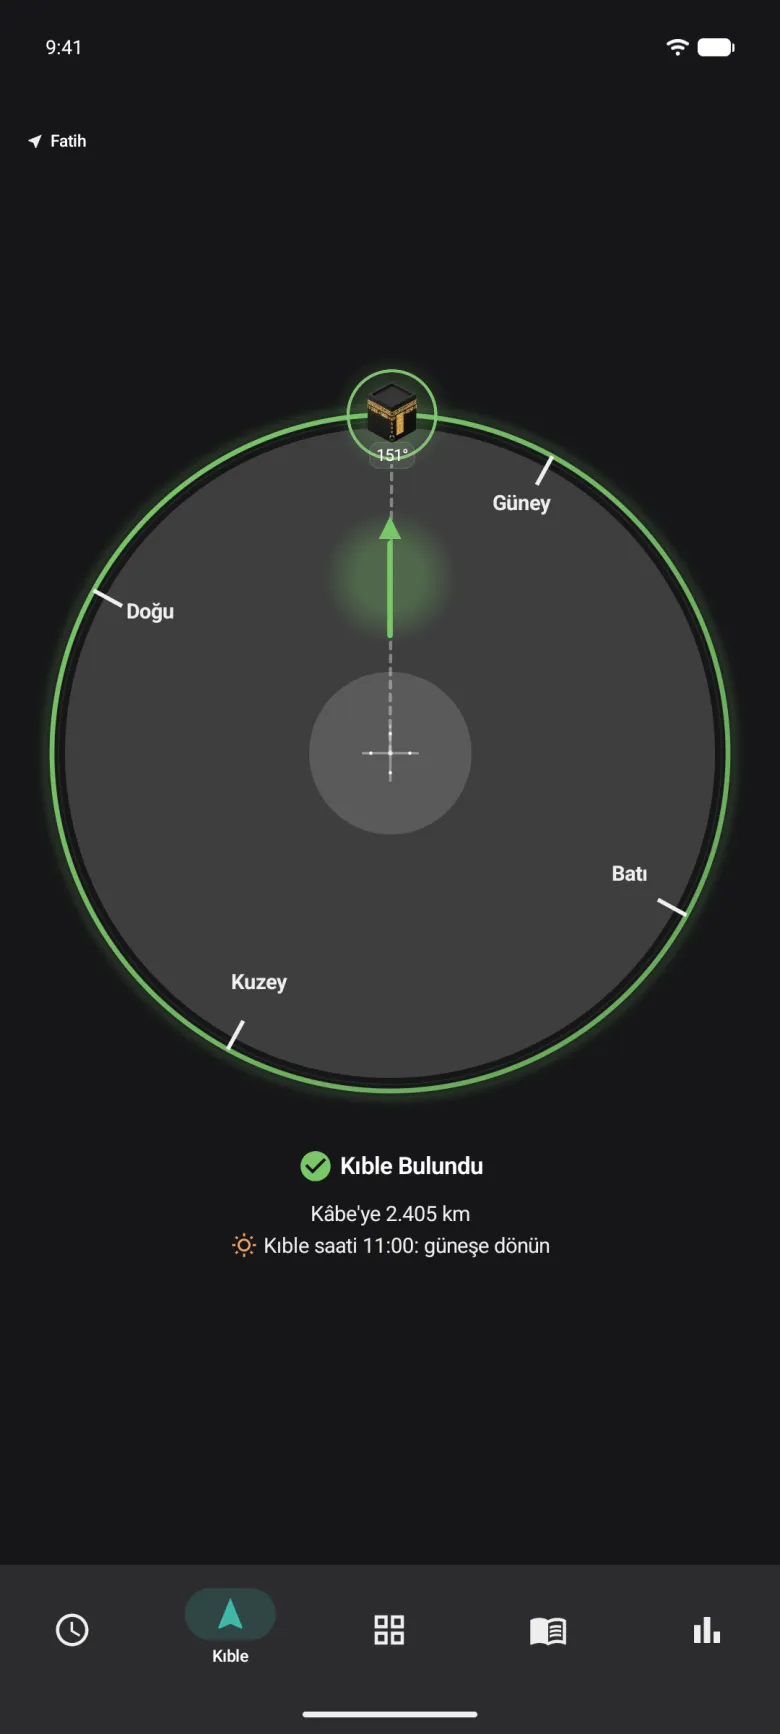 9:41
Fatih
151°
Güney
Doğu
Batı
Kuzey
Kıble Bulundu
Kâbe'ye 2.405 km
Kıble saati 11:00: güneşe dönün
Kıble